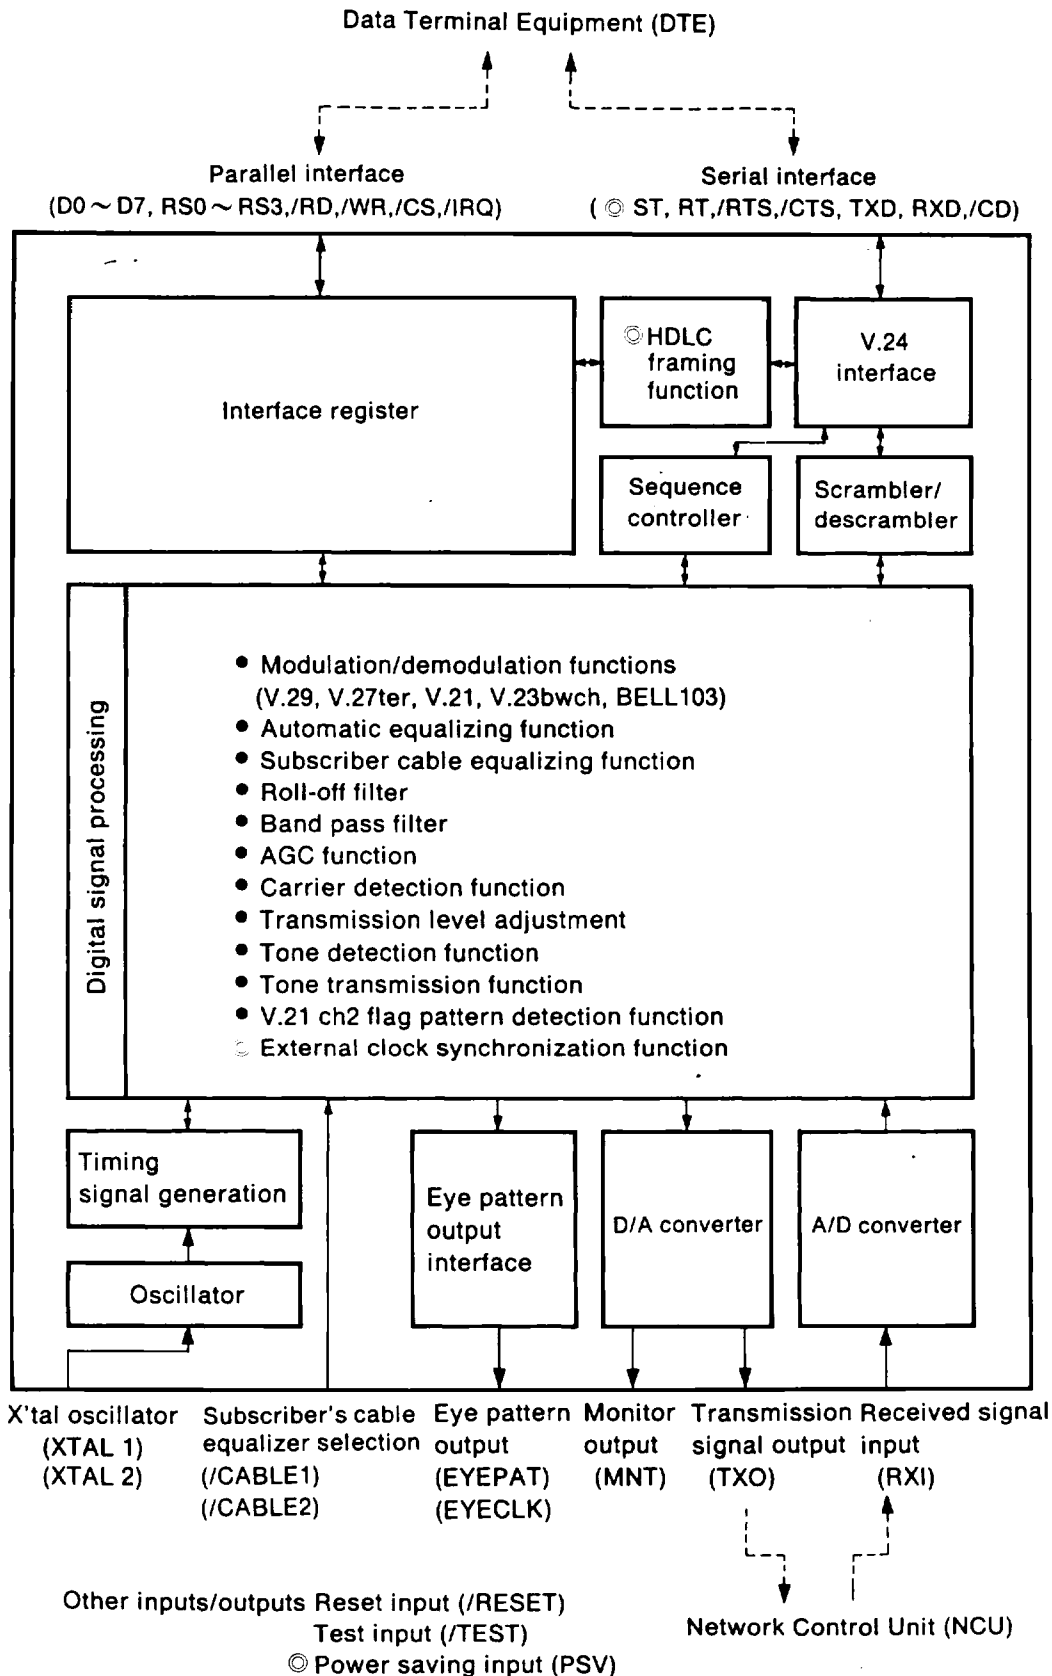 Data Terminal Equipment (DTE)
Parallel interface
(D0 ~ D7, RS0 ~ RS3,/RD,/WR,/CS,/IRQ)
Serial interface
( ◎ ST, RT,/RTS,/CTS, TXD, RXD,/CD)
Interface register
◎ HDLC
framing
function
V.24
interface
Sequence
controller
Scrambler/
descrambler
Digital signal processing
● Modulation/demodulation functions
(V.29, V.27ter, V.21, V.23bwch, BELL103)
● Automatic equalizing function
● Subscriber cable equalizing function
● Roll-off filter
● Band pass filter
● AGC function
● Carrier detection function
● Transmission level adjustment
● Tone detection function
● Tone transmission function
● V.21 ch2 flag pattern detection function
◎ External clock synchronization function
Timing
signal generation
Oscillator
Eye pattern
output
interface
D/A converter
A/D converter
X'tal oscillator
(XTAL 1)
(XTAL 2)
Subscriber's cable
equalizer selection
(/CABLE1)
(/CABLE2)
Eye pattern
output
(EYEPAT)
(EYECLK)
Monitor
output
(MNT)
Transmission
signal output
(TXO)
Received signal
input
(RXI)
Other inputs/outputs Reset input (/RESET)
Test input (/TEST)
◎ Power saving input (PSV)
Network Control Unit (NCU)